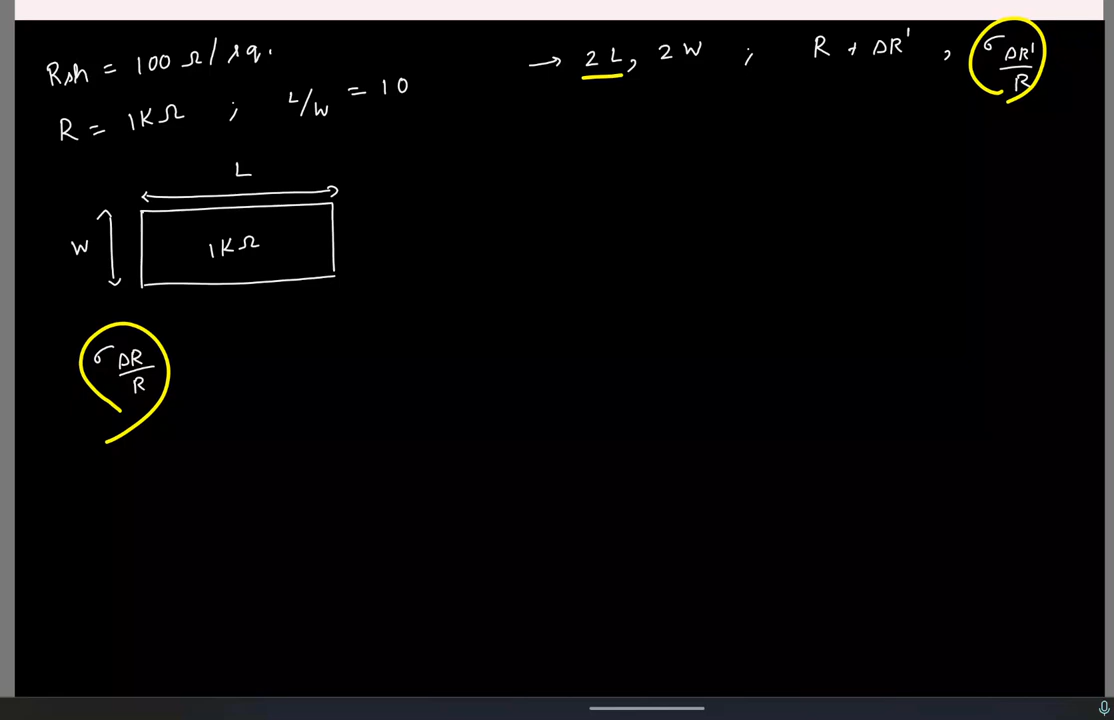 Rsh = 100 Ω/sq.
R = 1KΩ ; L/W = 10
L
W
1KΩ
σ ΔR/R
→ 2L, 2W ; R + ΔR' , σ ΔR'/R